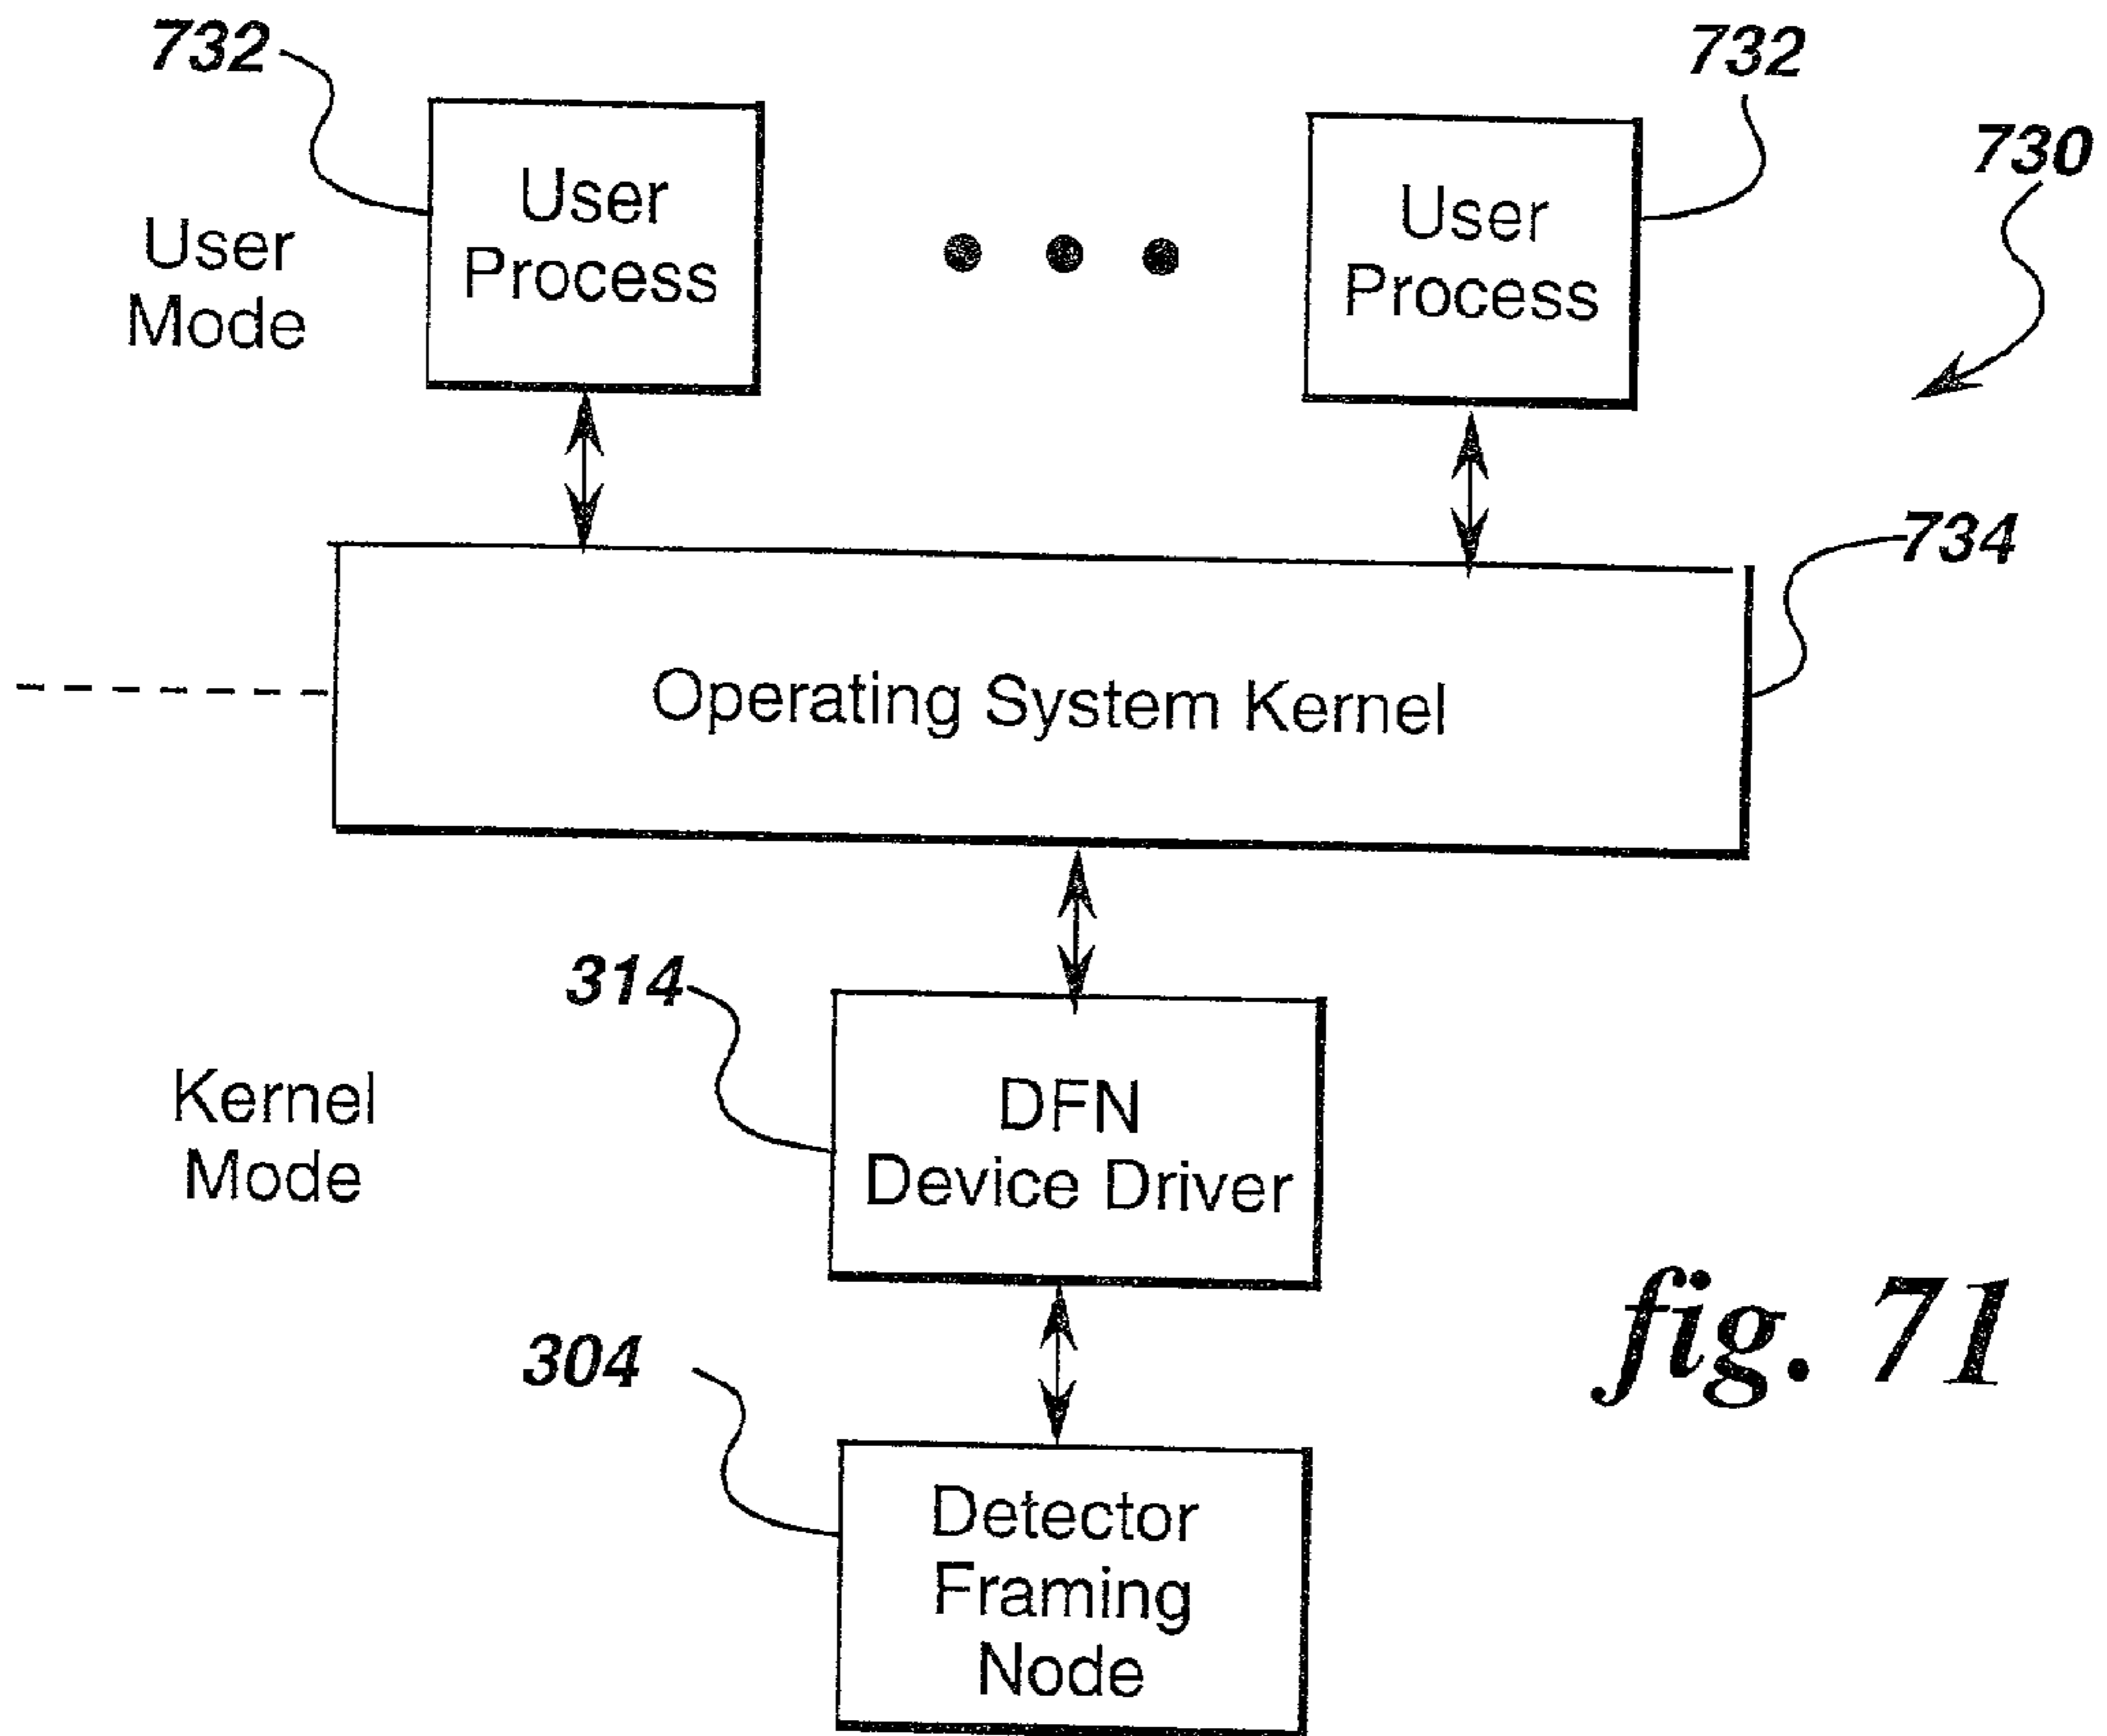 732
732
730
User
Process
User
Process
User
Mode
734
Operating System Kernel
314
DFN
Device Driver
Kernel
Mode
304
Detector
Framing
Node
fig. 71